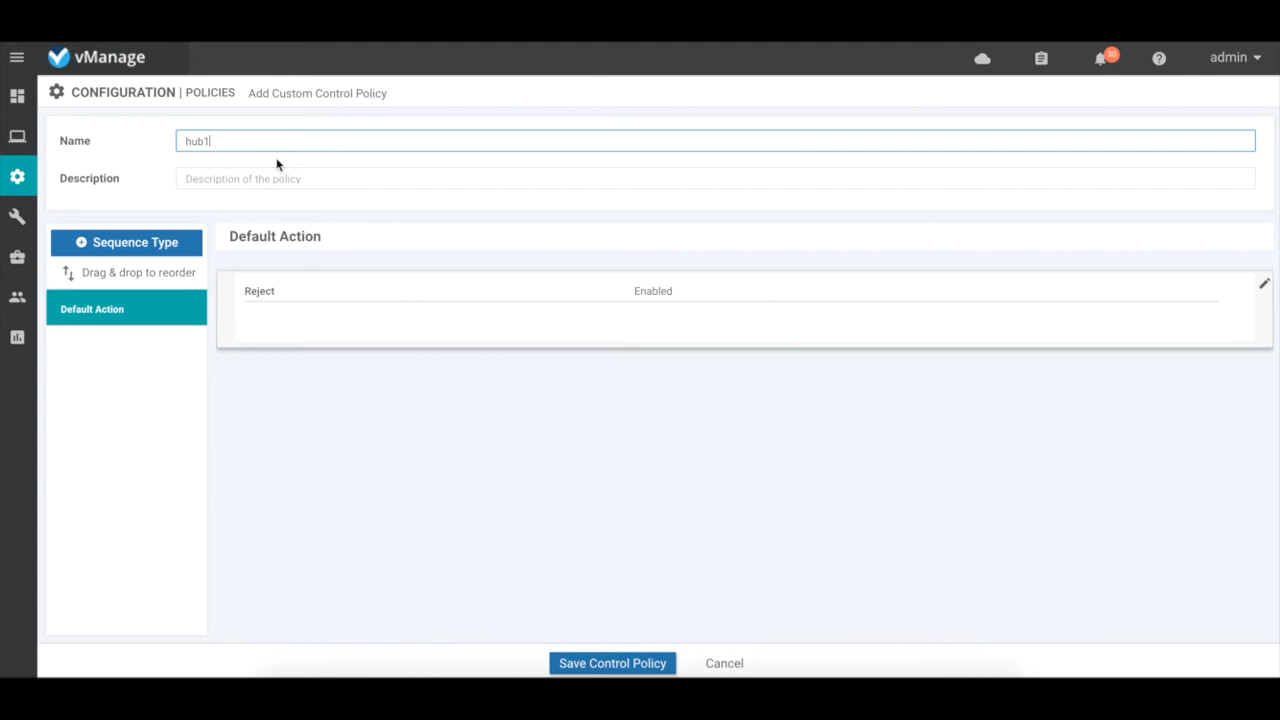 vManage
30
admin
CONFIGURATION | POLICIES Add Custom Control Policy
Name
hub1
Description
Description of the policy
Sequence Type
Drag & drop to reorder
Default Action
Default Action
Reject Enabled
Save Control Policy Cancel